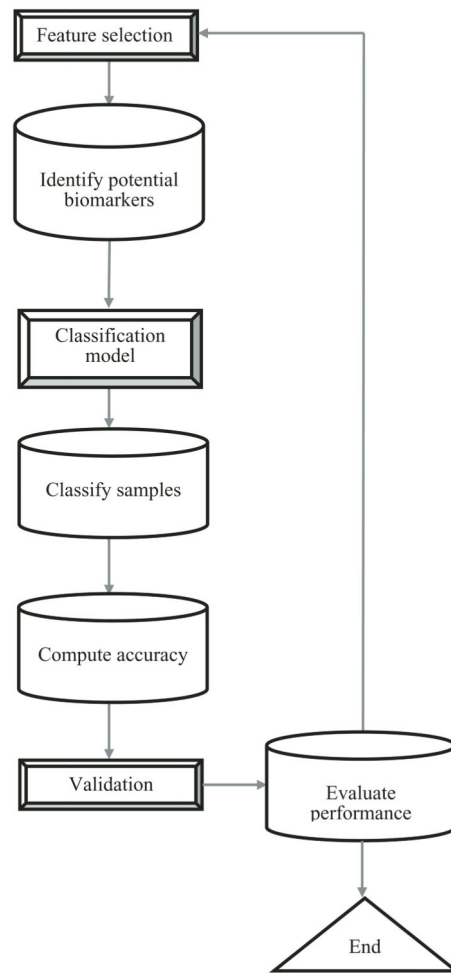 Feature selection
Identify potential
biomarkers
Classification
model
Classify samples
Compute accuracy
Validation
Evaluate
performance
End